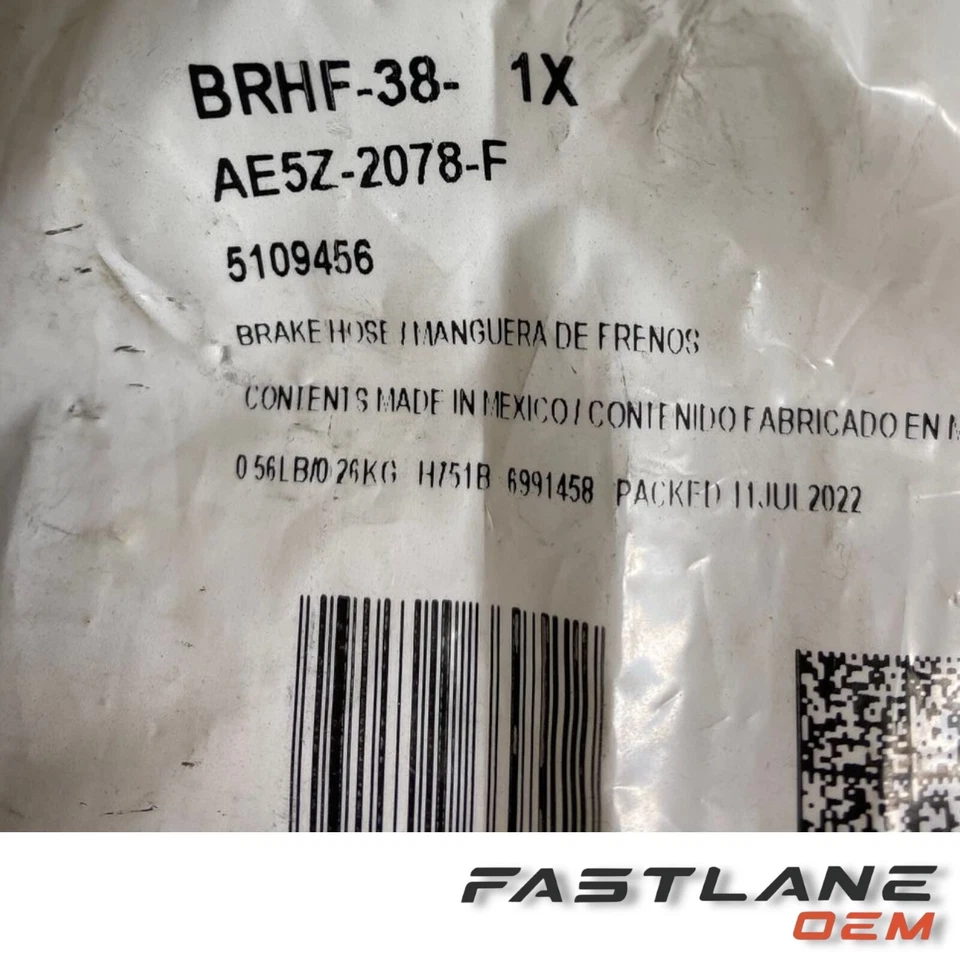 BRHF-38- 1X
AE5Z-2078-F
5109456
BRAKE HOSE / MANGUERA DE FRENOS
CONTENTS MADE IN MEXICO / CONTENIDO FABRICADO EN M
0.56LB/0.26KG H751B 6991458 PACKED 11JUL2022
FASTLANE
OEM